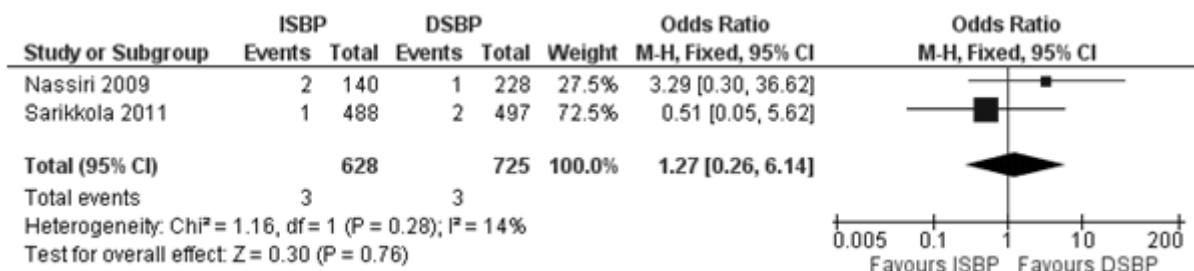 ISBP DSBP Odds Ratio Odds Ratio
Study or Subgroup Events Total Events Total Weight M-H, Fixed, 95% CI M-H, Fixed, 95% CI
Nassiri 2009 2 140 1 228 27.5% 3.29 [0.30, 36.62]
Sarikkola 2011 1 488 2 497 72.5% 0.51 [0.05, 5.62]
Total (95% CI) 628 725 100.0% 1.27 [0.26, 6.14]
Total events 3 3
Heterogeneity: Chi² = 1.16, df = 1 (P = 0.28); I² = 14%
Test for overall effect: Z = 0.30 (P = 0.76)
0.005 0.1 1 10 200
Favours ISBP Favours DSBP